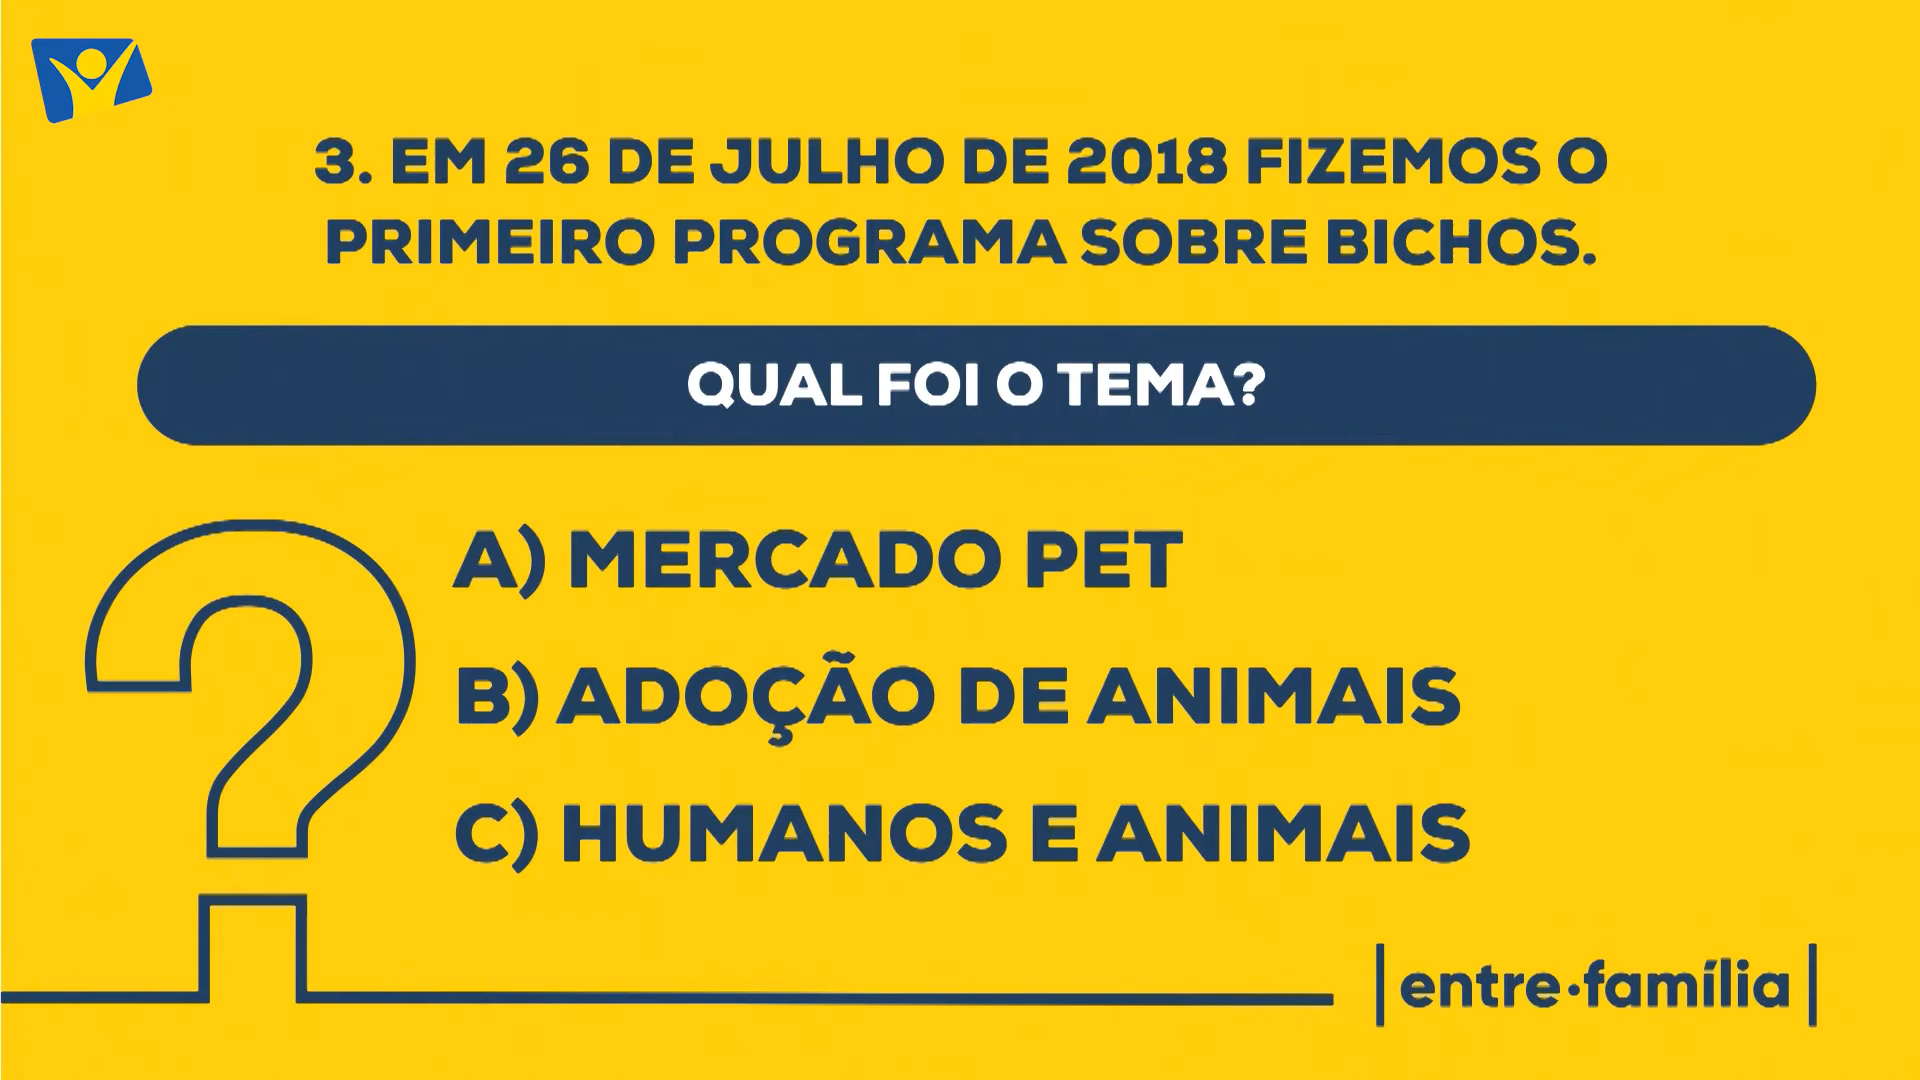 3. EM 26 DE JULHO DE 2018 FIZEMOS O
PRIMEIRO PROGRAMA SOBRE BICHOS.
QUAL FOI O TEMA?
A) MERCADO PET
B) ADOÇÃO DE ANIMAIS
C) HUMANOS E ANIMAIS
|entre·família|